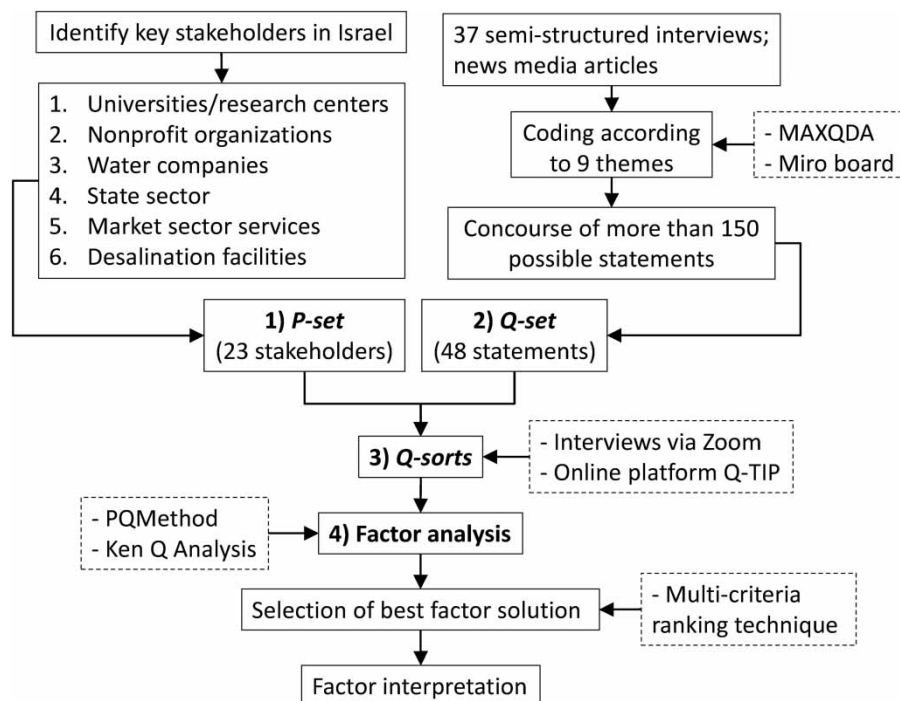 Identify key stakeholders in Israel
1. Universities/research centers
2. Nonprofit organizations
3. Water companies
4. State sector
5. Market sector services
6. Desalination facilities
37 semi-structured interviews;
news media articles
Coding according
to 9 themes
- MAXQDA
- Miro board
Concourse of more than 150
possible statements
1) P-set
(23 stakeholders)
2) Q-set
(48 statements)
3) Q-sorts
- Interviews via Zoom
- Online platform Q-TIP
- PQMethod
- Ken Q Analysis
4) Factor analysis
Selection of best factor solution
- Multi-criteria
ranking technique
Factor interpretation